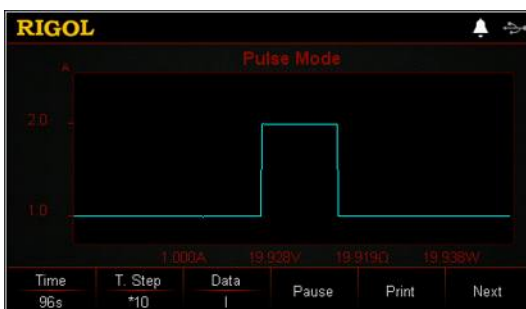 RIGOL
Pulse Mode
A
2.0
1.0
1.000A 19.928V 19.919Ω 19.938W
Time T. Step Data Pause Print Next
96s *10 I